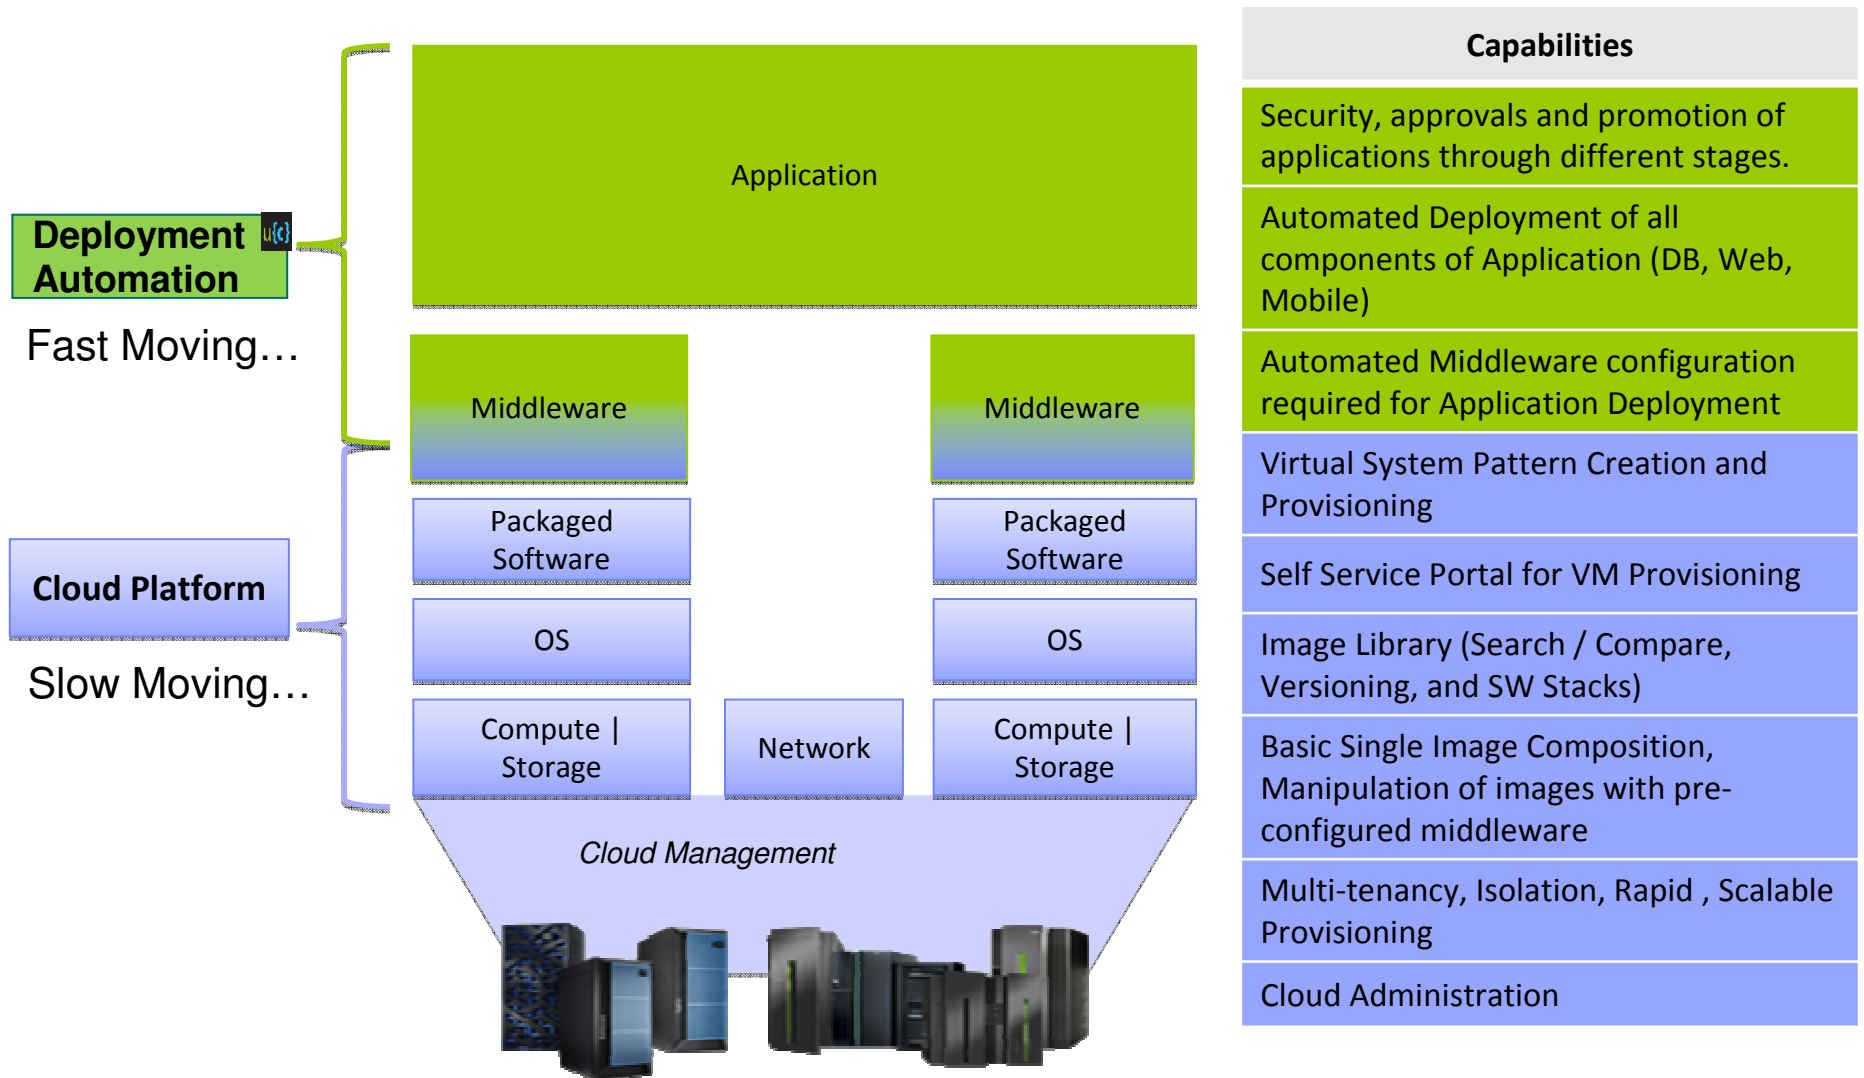 Deployment
Automation
u{c}
Fast Moving…
Cloud Platform
Slow Moving…
Application
Middleware
Middleware
Packaged
Software
Packaged
Software
OS
OS
Compute |
Storage
Network
Compute |
Storage
Cloud Management
Capabilities
Security, approvals and promotion of
applications through different stages.
Automated Deployment of all
components of Application (DB, Web,
Mobile)
Automated Middleware configuration
required for Application Deployment
Virtual System Pattern Creation and
Provisioning
Self Service Portal for VM Provisioning
Image Library (Search / Compare,
Versioning, and SW Stacks)
Basic Single Image Composition,
Manipulation of images with pre-
configured middleware
Multi-tenancy, Isolation, Rapid , Scalable
Provisioning
Cloud Administration